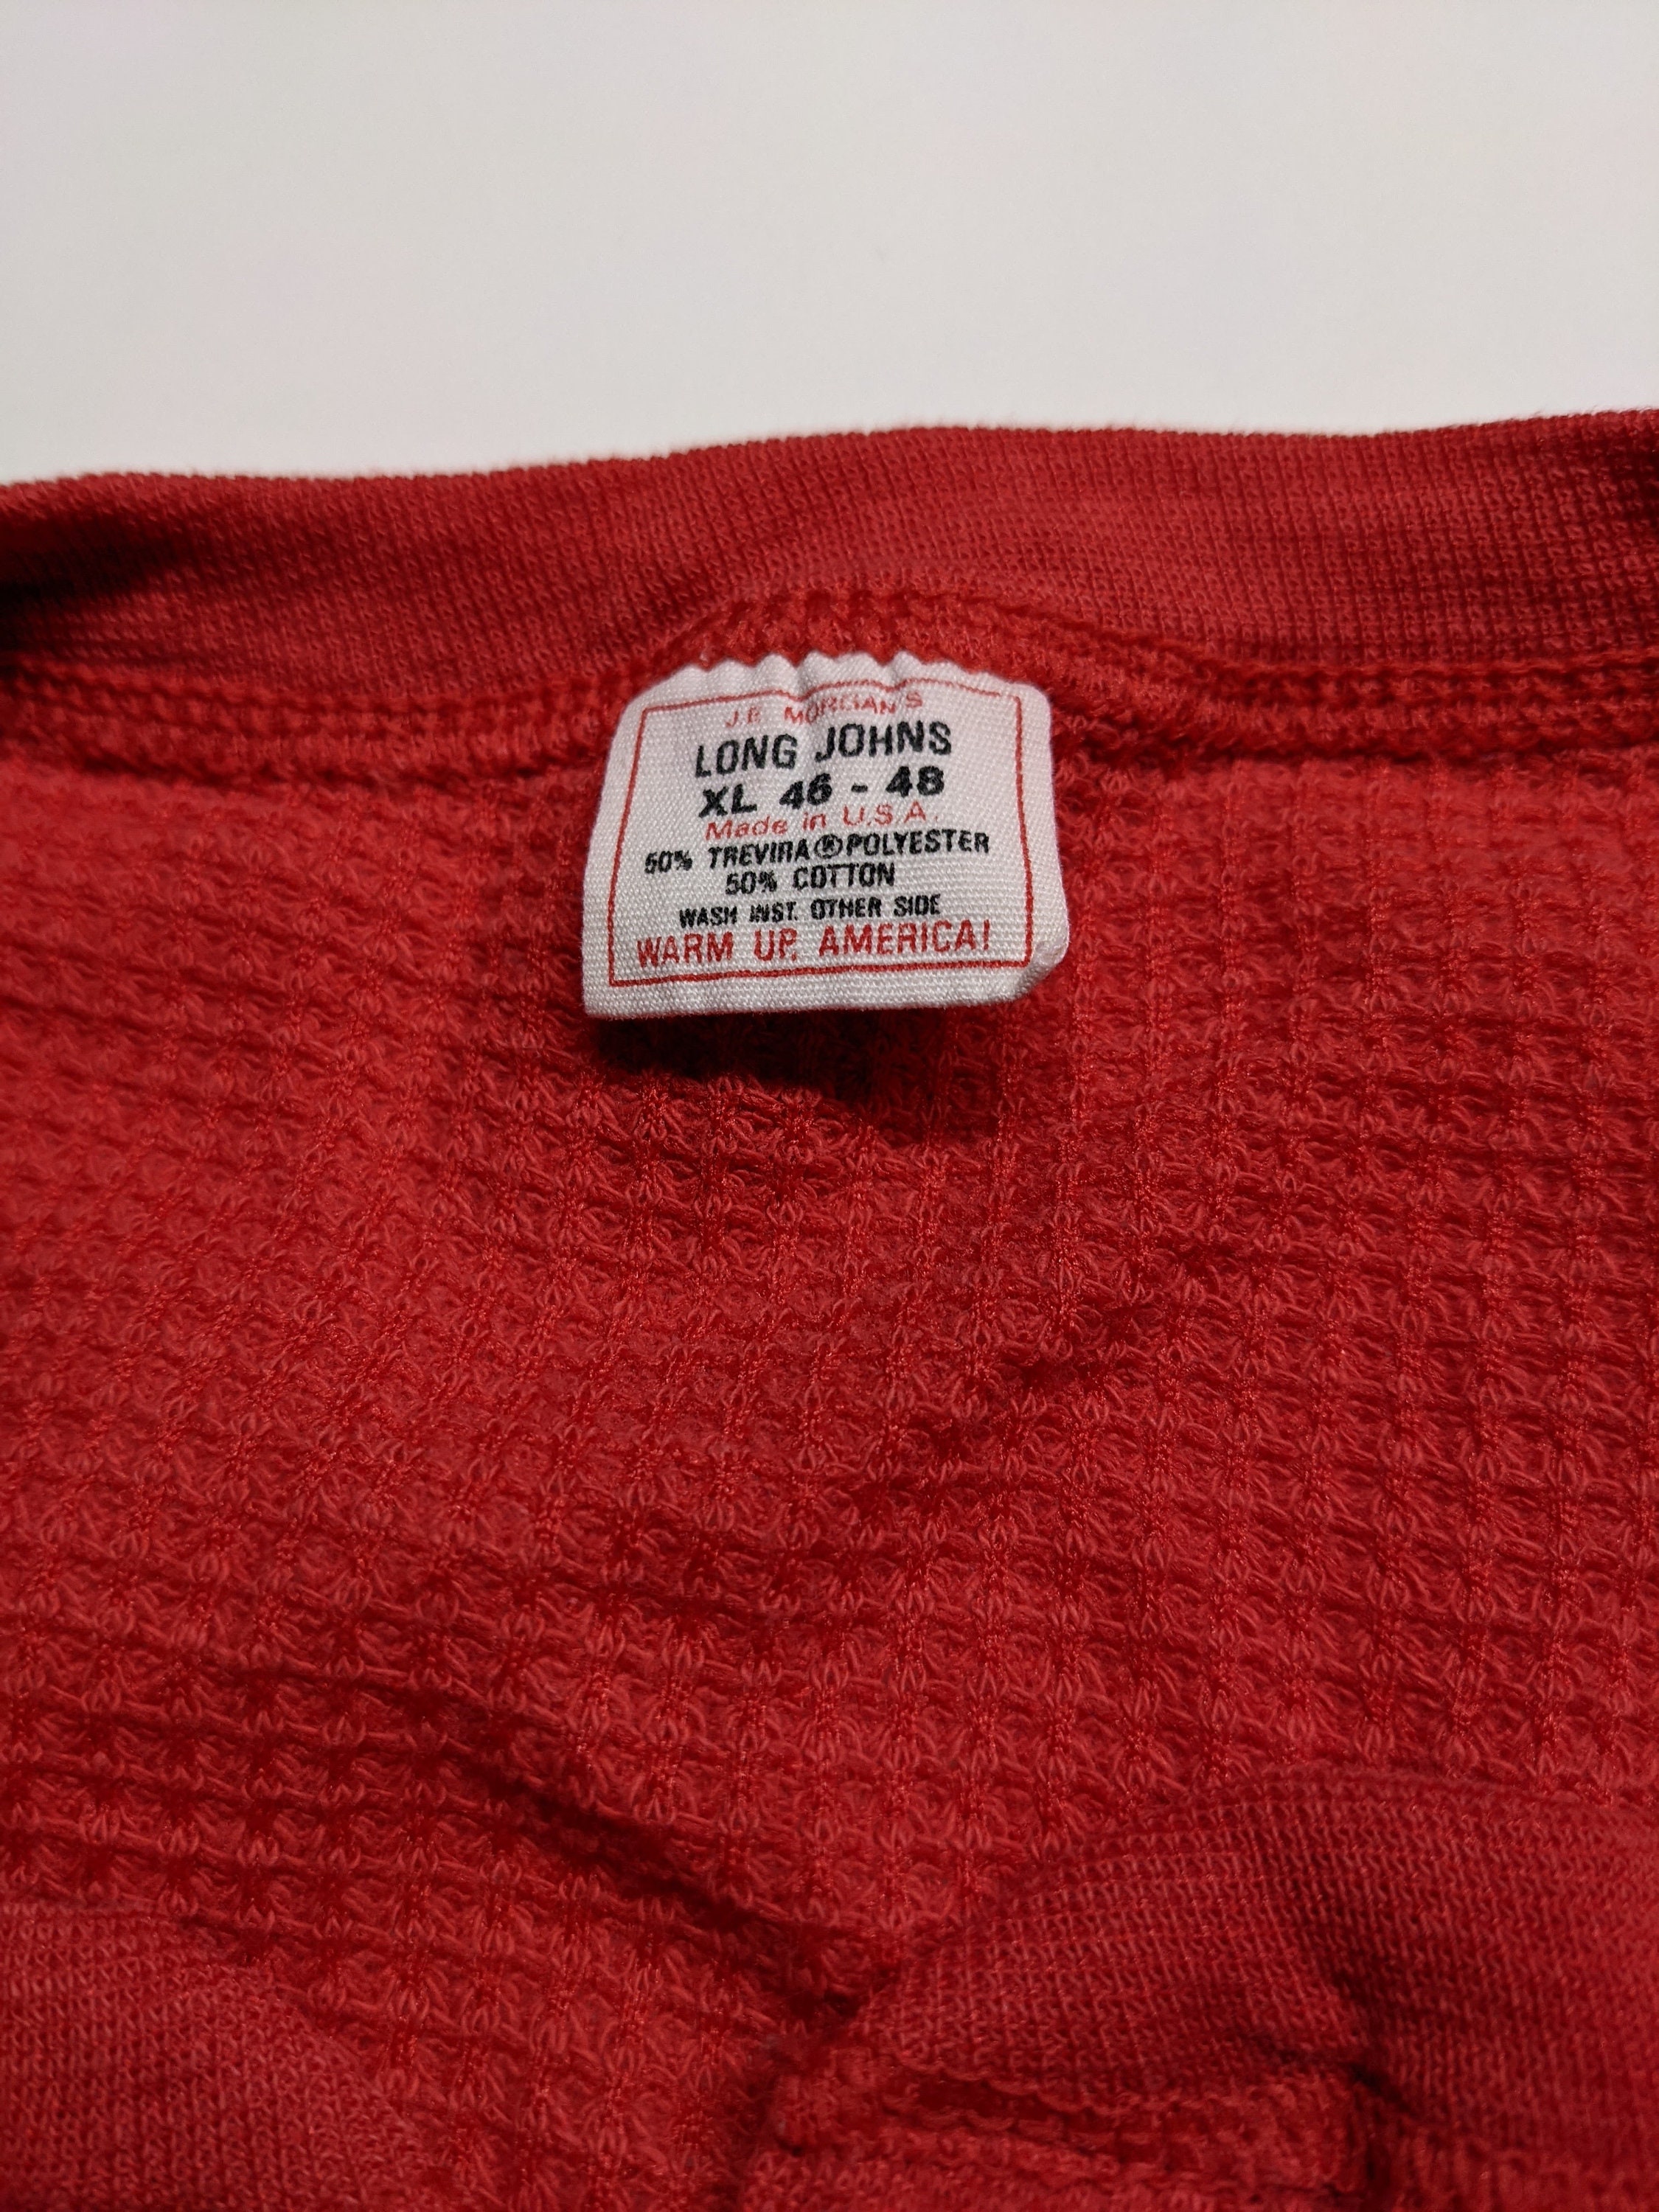 J.E. MORGAN'S
LONG JOHNS
XL 46 - 48
Made in U.S.A.
50% TREVIRA®POLYESTER
50% COTTON
WASH INST. OTHER SIDE
WARM UP, AMERICA!